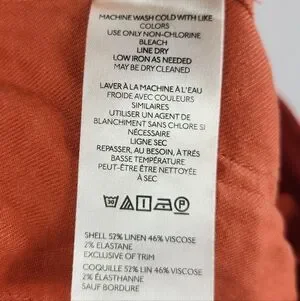 MACHINE WASH COLD WITH LIKE
COLORS
USE ONLY NON-CHLORINE
BLEACH
LINE DRY
LOW IRON AS NEEDED
MAY BE DRY CLEANED
LAVER À LA MACHINE À L'EAU
FROIDE AVEC COULEURS
SIMILAIRES
UTILISER UN AGENT DE
BLANCHIMENT SANS CHLORE SI
NÉCESSAIRE
LIGNE SEC
REPASSER, AU BESOIN, À TRÉS
BASSE TEMPÉRATURE
PEUT-ÊTRE ÊTRE NETTOYÉE
À SEC
SHELL 52% LINEN 46% VISCOSE
2% ELASTANE
EXCLUSIVE OF TRIM
COQUILLE 52% LIN 46% VISCOSE
2% ÉLASTHANNE
SAUF BORDURE